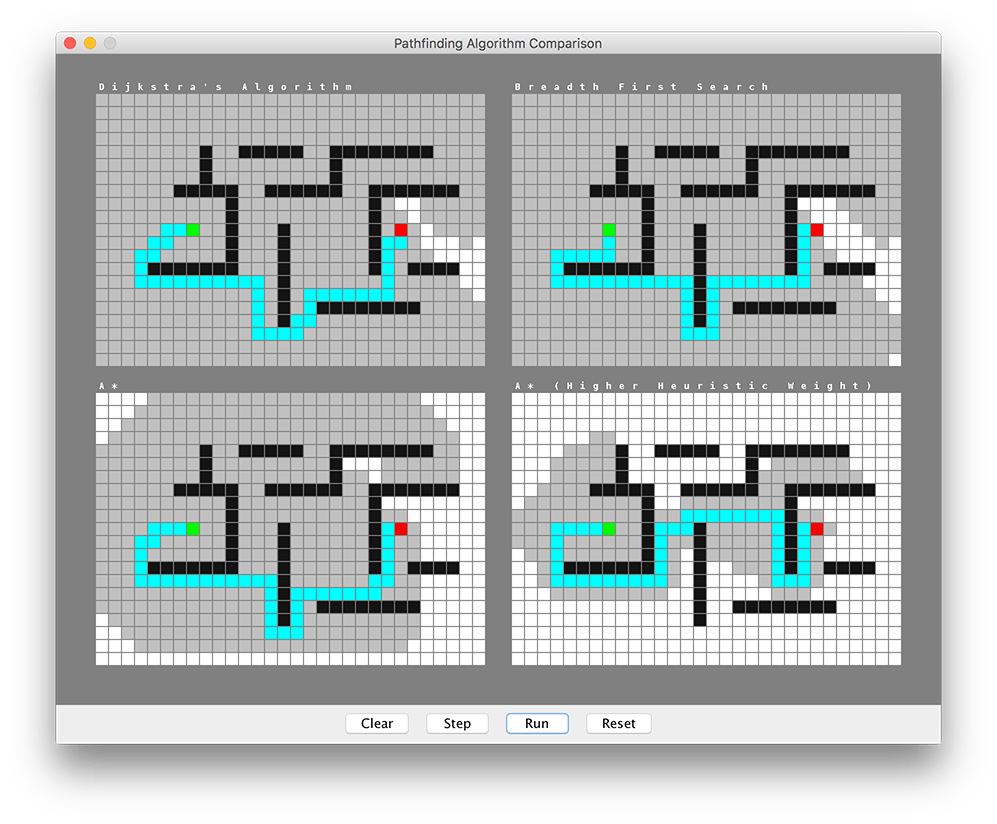 Pathfinding Algorithm Comparison
Dijkstra's Algorithm
Breadth First Search
A*
A* (Higher Heuristic Weight)
Clear
Step
Run
Reset